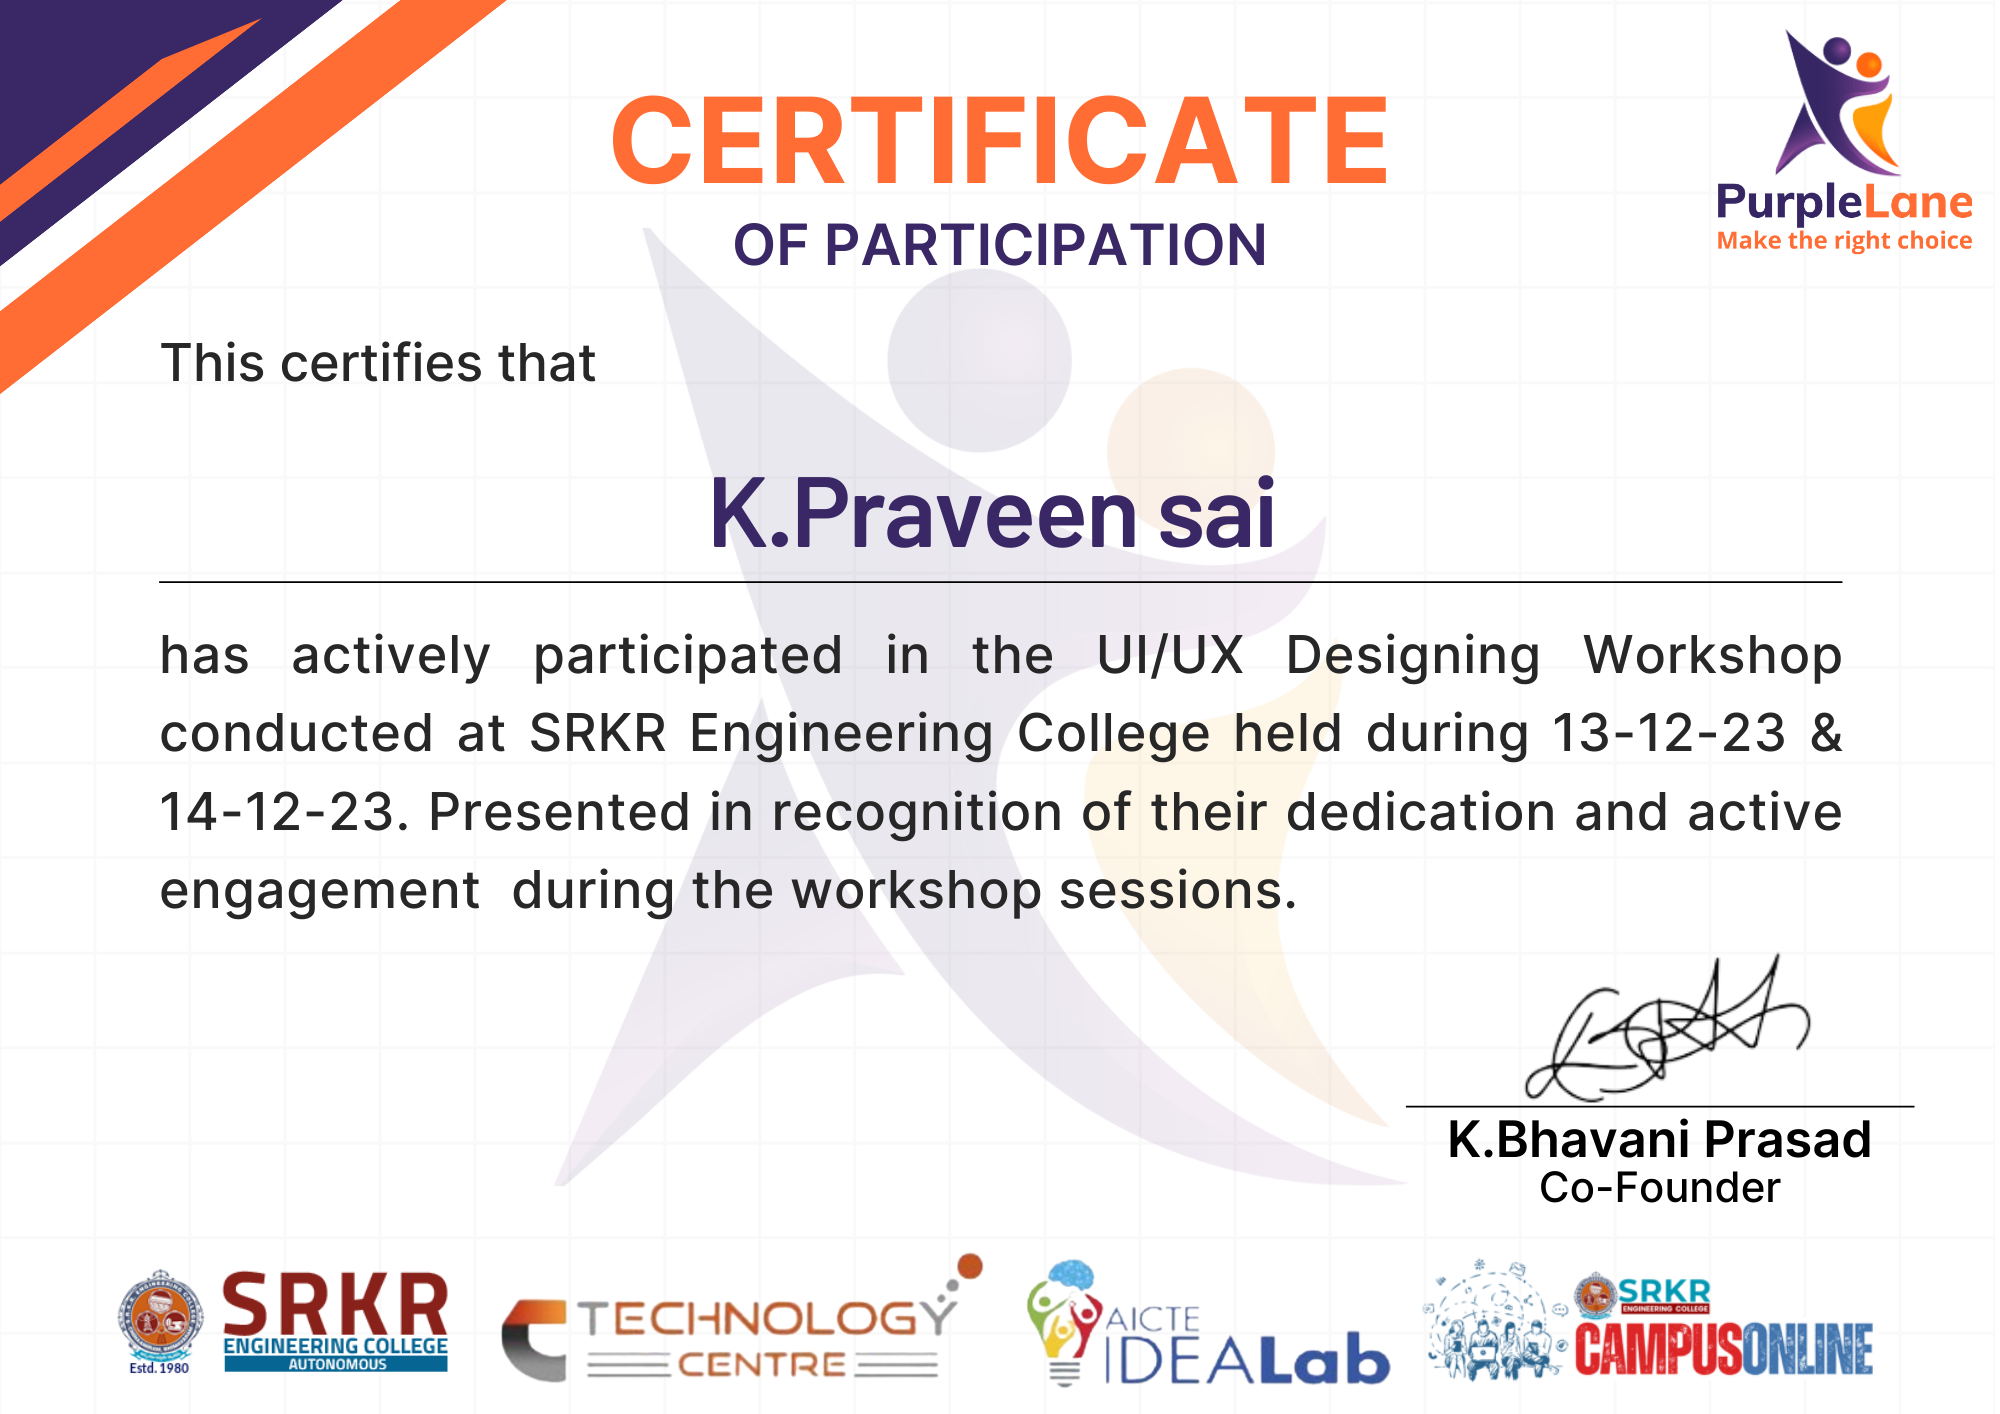 CERTIFICATE
OF PARTICIPATION
PurpleLane
Make the right choice
This certifies that
K.Praveen sai
has actively participated in the UI/UX Designing Workshop
conducted at SRKR Engineering College held during 13-12-23 &
14-12-23. Presented in recognition of their dedication and active
engagement during the workshop sessions.
K.Bhavani Prasad
Co-Founder
Estd. 1980
SRKR
ENGINEERING COLLEGE
AUTONOMOUS
TECHNOLOGY
CENTRE
AICTE
IDEALab
SRKR
ENGINEERING COLLEGE
CAMPUSONLINE